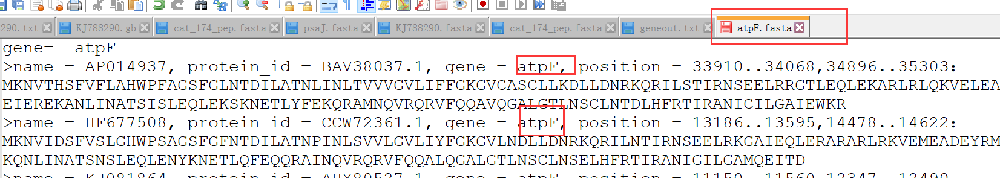 290.txt KJ788290.gb cat_174_pep.fasta psaJ.fasta KJ788290.fasta cat_174_pep.fasta geneout.txt atpF.fasta
gene=  atpF
>name = AP014937, protein_id = BAV38037.1, gene = atpF, position = 33910..34068,34896..35303:
MKNVTHSFVFLAHWPFAGSFGLNTDILATNLINLTVVVGVLIFFGKGVCASCLLKDLLDNRKQRILSTIRNSEELRRGTLEQLEKARLRLQKVELEA
EIEREKANLINATSISLEQLEKSKNETLYFEKQRAMNQVRQRVFQQAVQGALGTLNSCLNTDLHFRTIRANICILGAIEWKR
>name = HF677508, protein_id = CCW72361.1, gene = atpF, position = 13186..13595,14478..14622:
MKNVIDSFVSLGHWPSAGSFGFNTDILATNPINLSVVLGVLIYFGKGVLNDLLDNRKQRILNTIRNSEELRKGAIEQLERARARLRKVEMEADEYRM
KQNLINATSNSLEQLENYKNETLQFEQQRAINQVRQRVFQQALQGALGTLNSCLNSELHFRTIRANIGILGAMQEITD
>name = KJ081864, protein_id = AHY80527.1, gene = atpF, position = 11150..11560,12347..12490